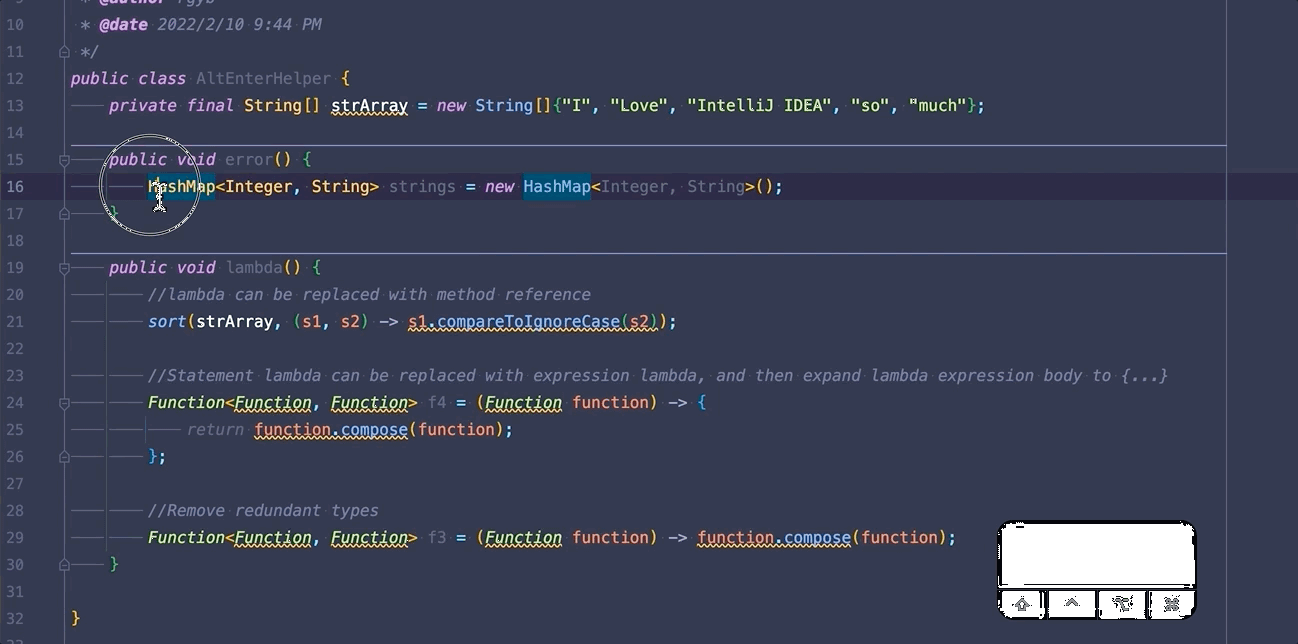 10 * @date 2022/2/10 9:44 PM
11 */
12 public class AltEnterHelper {
13 private final String[] strArray = new String[]{"I", "Love", "IntelliJ IDEA", "so", "much"};
14
15 public void error() {
16 HashMap<Integer, String> strings = new HashMap<Integer, String>();
17 }
18
19 public void lambda() {
20 //lambda can be replaced with method reference
21 sort(strArray, (s1, s2) -> s1.compareToIgnoreCase(s2));
22
23 //Statement lambda can be replaced with expression lambda, and then expand lambda expression body to {...}
24 Function<Function, Function> f4 = (Function function) -> {
25 return function.compose(function);
26 };
27
28 //Remove redundant types
29 Function<Function, Function> f3 = (Function function) -> function.compose(function);
30 }
31
32 }